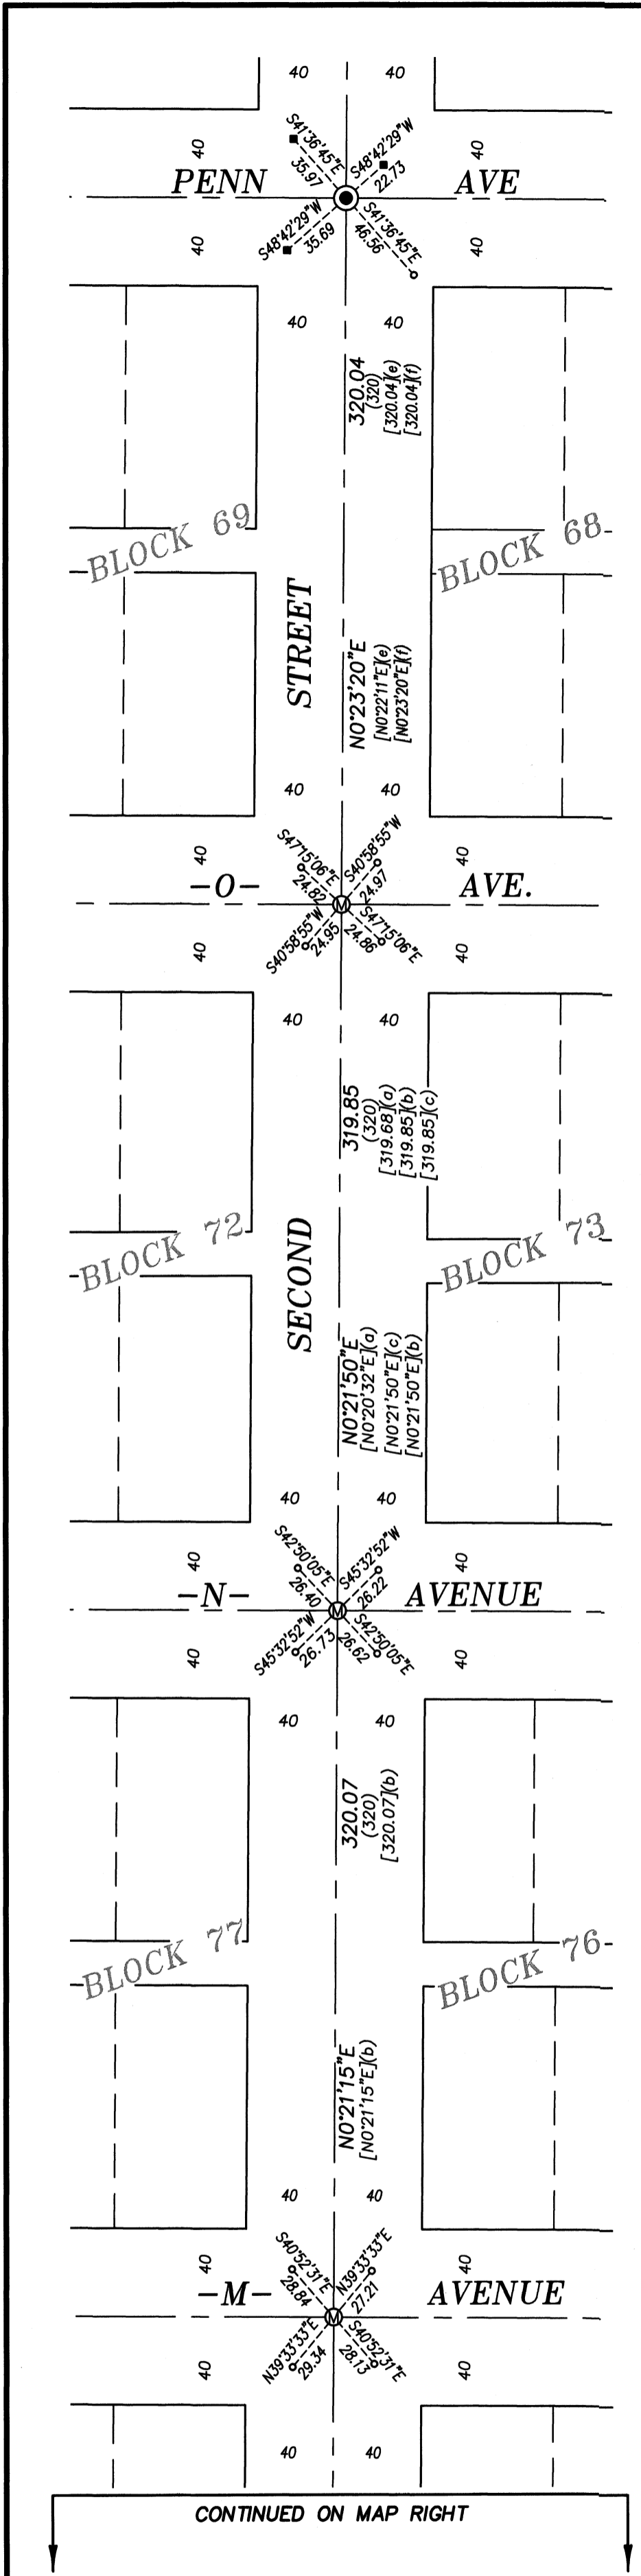 40 40
S41°36'45"E
35.97
S48°42'29"W
22.73
40 40
PENN AVE
S48°42'29"W
35.69
S41°36'45"E
46.56
40 40
40 40
320.04
(320)
[320.04](e)
[320.04](f)
BLOCK 69
BLOCK 68
STREET
N0°23'20"E
[N0°22'11"E](e)
[N0°23'20"E](f)
40 40
S47°15'06"E
24.82
S40°58'55"W
24.97
40 40
-O- AVE.
M
S40°58'55"W
24.95
S47°15'06"E
24.86
40 40
40 40
319.85
(320)
[319.68](a)
[319.85](b)
[319.85](c)
BLOCK 72
BLOCK 73
SECOND
N0°21'50"E
[N0°20'32"E](a)
[N0°21'50"E](c)
[N0°21'50"E](b)
40 40
S42°50'05"E
26.40
S45°32'52"W
26.22
40 40
-N- AVENUE
M
S45°32'52"W
26.73
S42°50'05"E
26.62
40 40
40 40
320.07
(320)
[320.07](b)
BLOCK 77
BLOCK 76
N0°21'15"E
[N0°21'15"E](b)
40 40
S40°52'31"E
28.84
N39°33'33"E
27.21
40 40
-M- AVENUE
M
N39°33'33"E
29.34
S40°52'31"E
28.13
40 40
40 40
CONTINUED ON MAP RIGHT